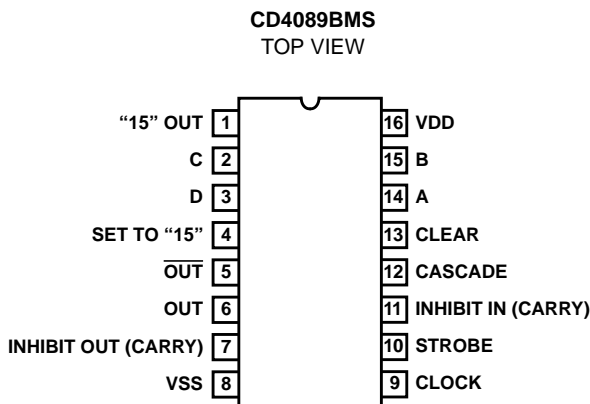 CD4089BMS
TOP VIEW
“15” OUT 1 16 VDD
C 2 15 B
D 3 14 A
SET TO “15” 4 13 CLEAR
O̅U̅T̅ 5 12 CASCADE
OUT 6 11 INHIBIT IN (CARRY)
INHIBIT OUT (CARRY) 7 10 STROBE
VSS 8 9 CLOCK